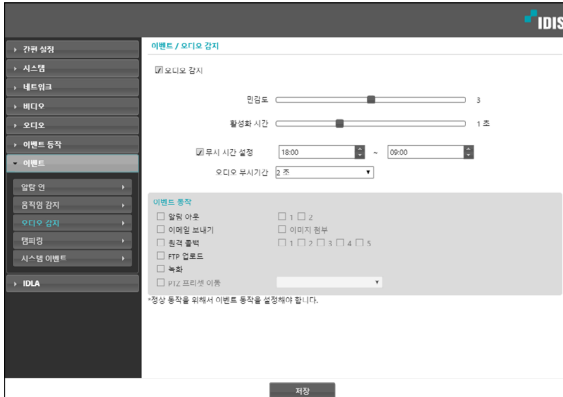 IDIS
간편 설정
시스템
네트워크
비디오
오디오
이벤트 동작
이벤트
알람 인
움직임 감지
오디오 감지
탬퍼링
시스템 이벤트
IDLA
이벤트 / 오디오 감지
오디오 감지
민감도 3
활성화 시간 1 초
무시 시간 설정 18:00 ~ 09:00
오디오 무시기간 2 초
이벤트 동작
알람 아웃 1 2
이메일 보내기 이미지 첨부
원격 콜백 1 2 3 4 5
FTP 업로드
녹화
PTZ 프리셋 이동
*정상 동작을 위해서 이벤트 동작을 설정해야 합니다.
저장